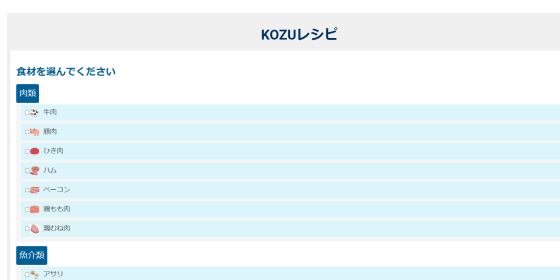 KOZUレシピ
食材を選んでください
肉類
牛肉
豚肉
ひき肉
ハム
ベーコン
鶏もも肉
鶏むね肉
魚介類
アサリ